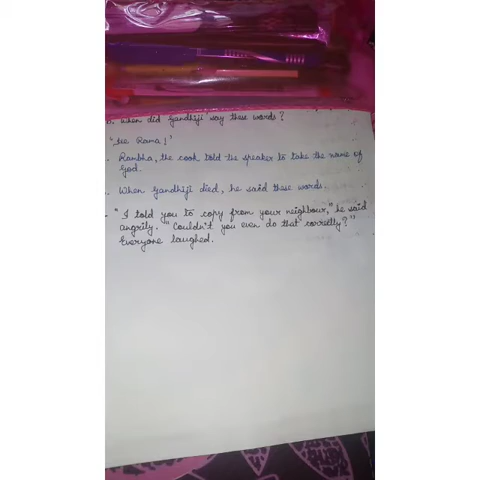 When did Gandhiji say these words?
"Hee Rama!"
Rambha, the cook told the speaker to take the name of
God.
When Gandhiji died, he said these words.
"I told you to copy from your neighbour," he said
angrily. "Couldn't you even do that correctly?"
Everyone laughed.